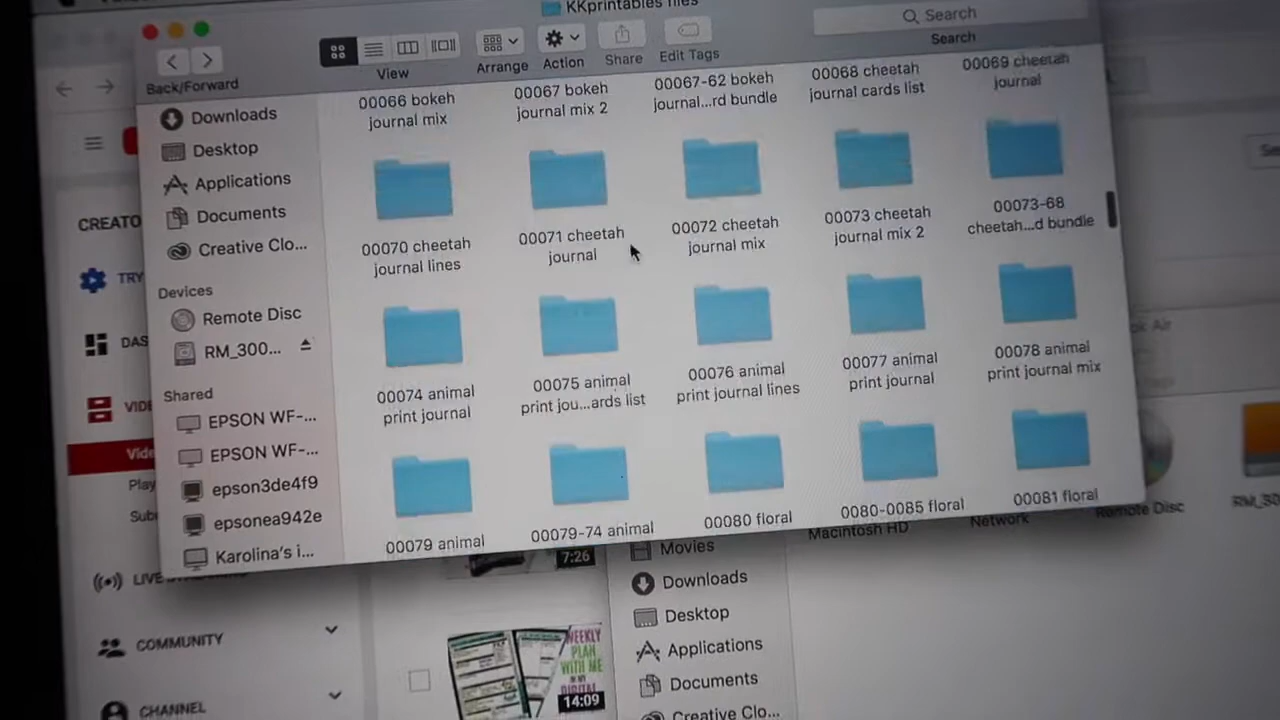 KKprintables files
Search
Back/Forward
View
Arrange
Action
Share
Edit Tags
Search
Downloads
Desktop
Applications
Documents
Creative Clo...
Devices
Remote Disc
RM_300...
Shared
EPSON WF-...
EPSON WF-...
epson3de4f9
epsonea942e
Karolina's i...
00066 bokeh
journal mix
00067 bokeh
journal mix 2
00067-62 bokeh
journal...rd bundle
00068 cheetah
journal cards list
00069 cheetah
journal
00070 cheetah
journal lines
00071 cheetah
journal
00072 cheetah
journal mix
00073 cheetah
journal mix 2
00073-68
cheetah...d bundle
00074 animal
print journal
00075 animal
print jou...ards list
00076 animal
print journal lines
00077 animal
print journal
00078 animal
print journal mix
00079 animal
00079-74 animal
00080 floral
0080-0085 floral
00081 floral
CREATO
TRY
DAS
VIDE
Vide
Play
Sub
LIVE
COMMUNITY
CHANNEL
7:26
WEEKLY
PLAN
WITH ME
DIGITAL
14:09
Movies
Downloads
Desktop
Applications
Documents
Creative Clo...
Macintosh HD
Network
Remote Disc